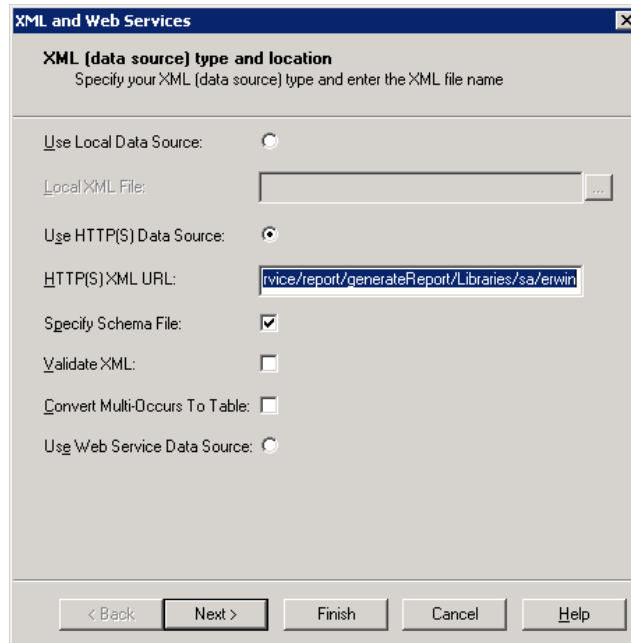 XML and Web Services
XML (data source) type and location
Specify your XML (data source) type and enter the XML file name
Use Local Data Source:
Local XML File:
...
Use HTTP(S) Data Source:
HTTP(S) XML URL: rvice/report/generateReport/Libraries/sa/erwin
Specify Schema File:
Validate XML:
Convert Multi-Occurs To Table:
Use Web Service Data Source:
< Back Next > Finish Cancel Help